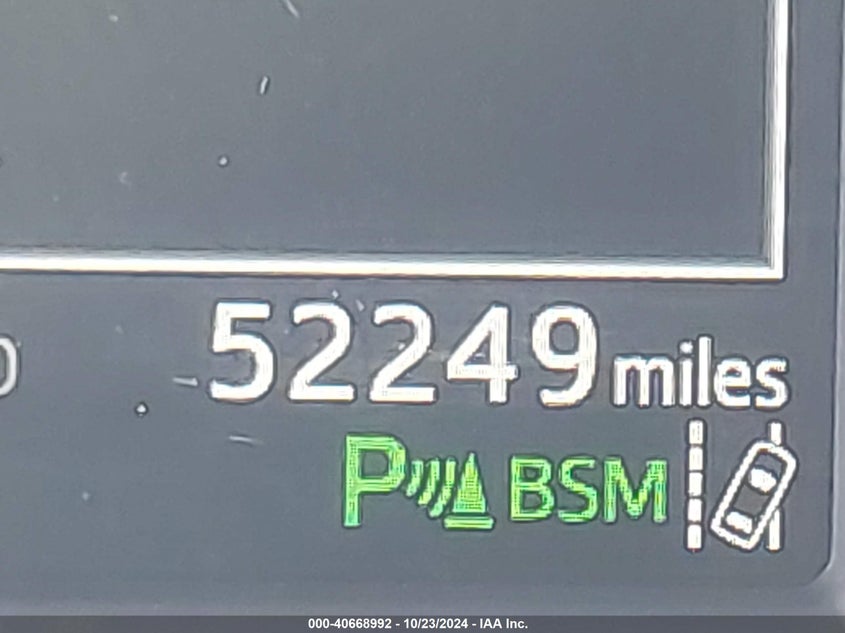 52249 miles
P BSM
000-40668992 - 10/23/2024 - IAA Inc.